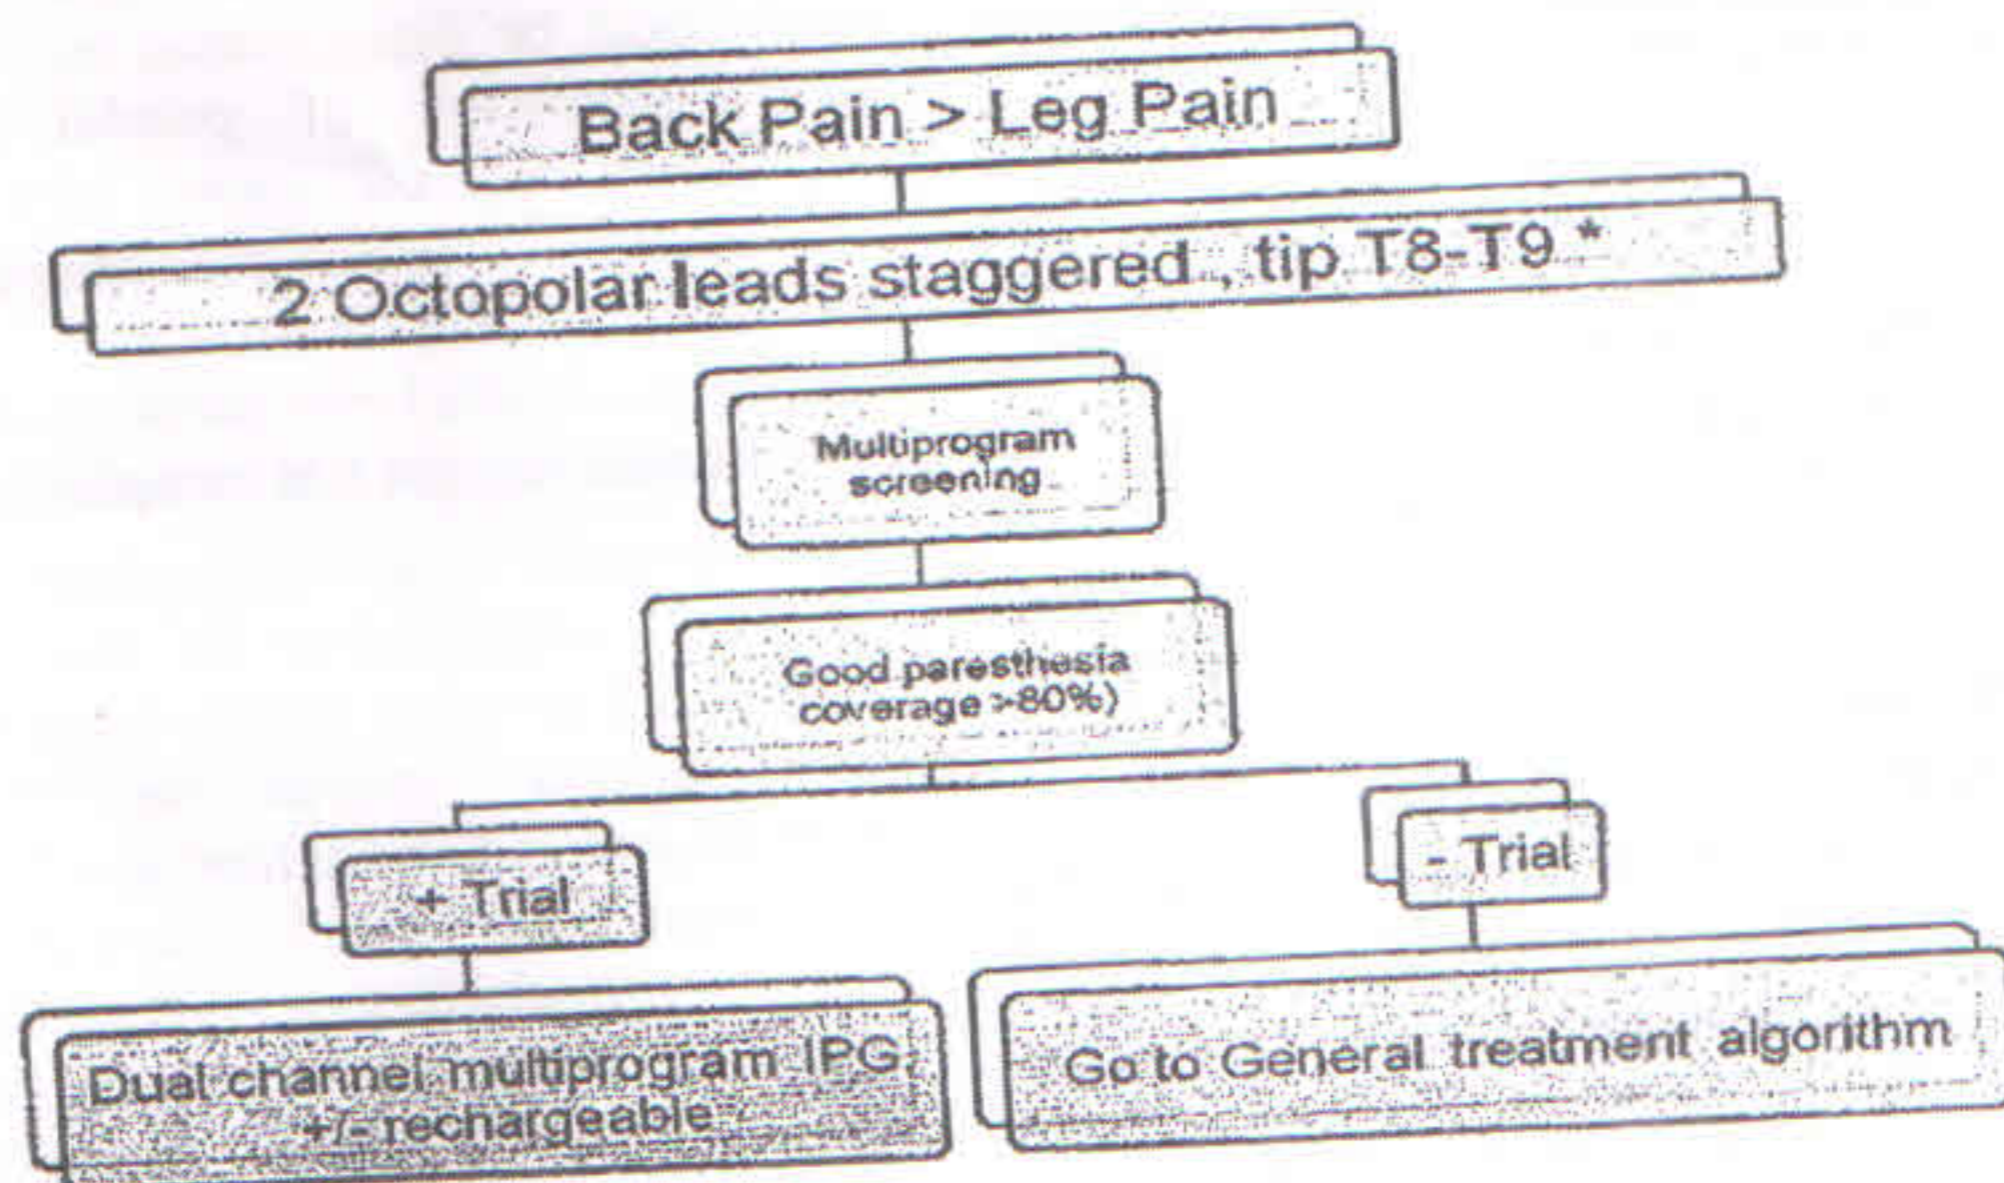 Back Pain > Leg Pain
2 Octopolar leads staggered, tip T8-T9 *
Multiprogram
screening
Good paresthesia
coverage >80%)
+ Trial
- Trial
Dual channel multiprogram IPG,
+/- rechargeable
Go to General treatment algorithm